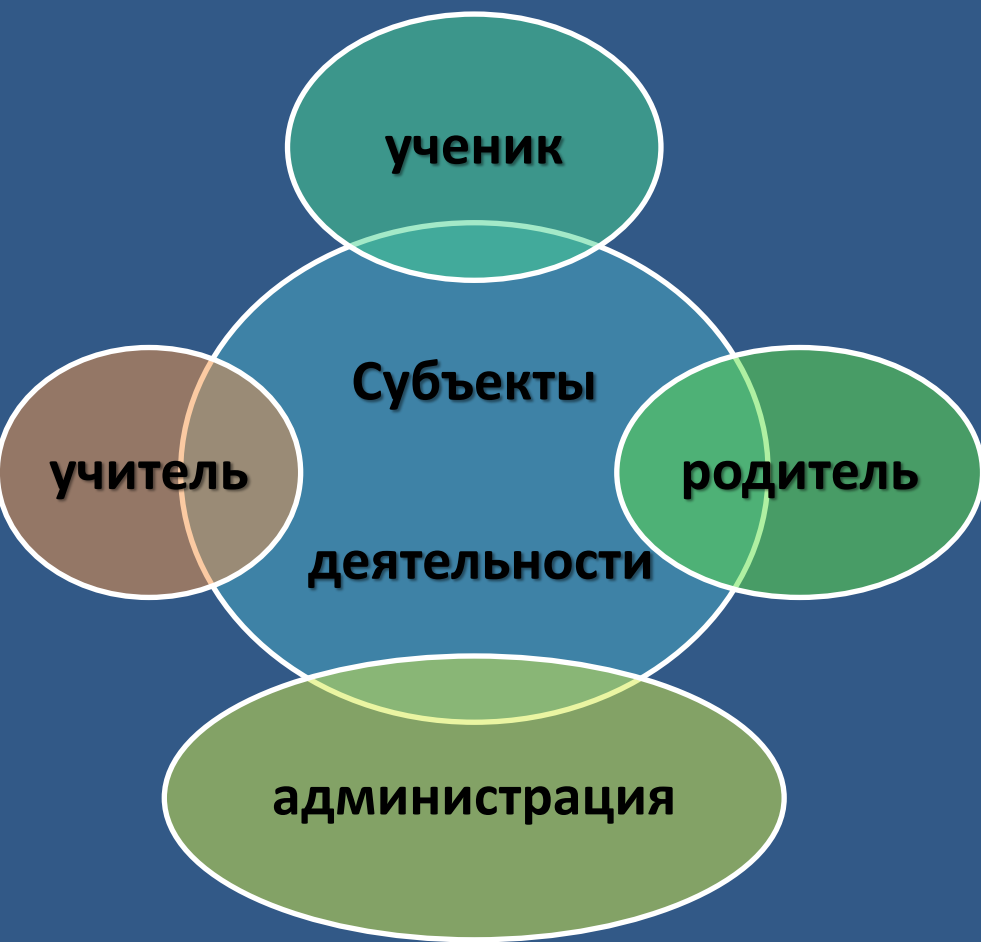 ученик
Субъекты
учитель
родитель
деятельности
администрация